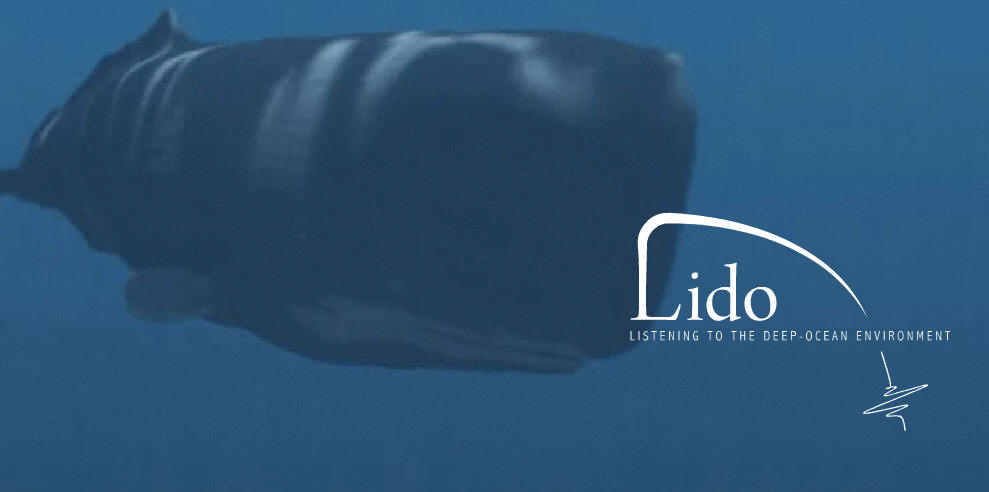 Lido
LISTENING TO THE DEEP-OCEAN ENVIRONMENT